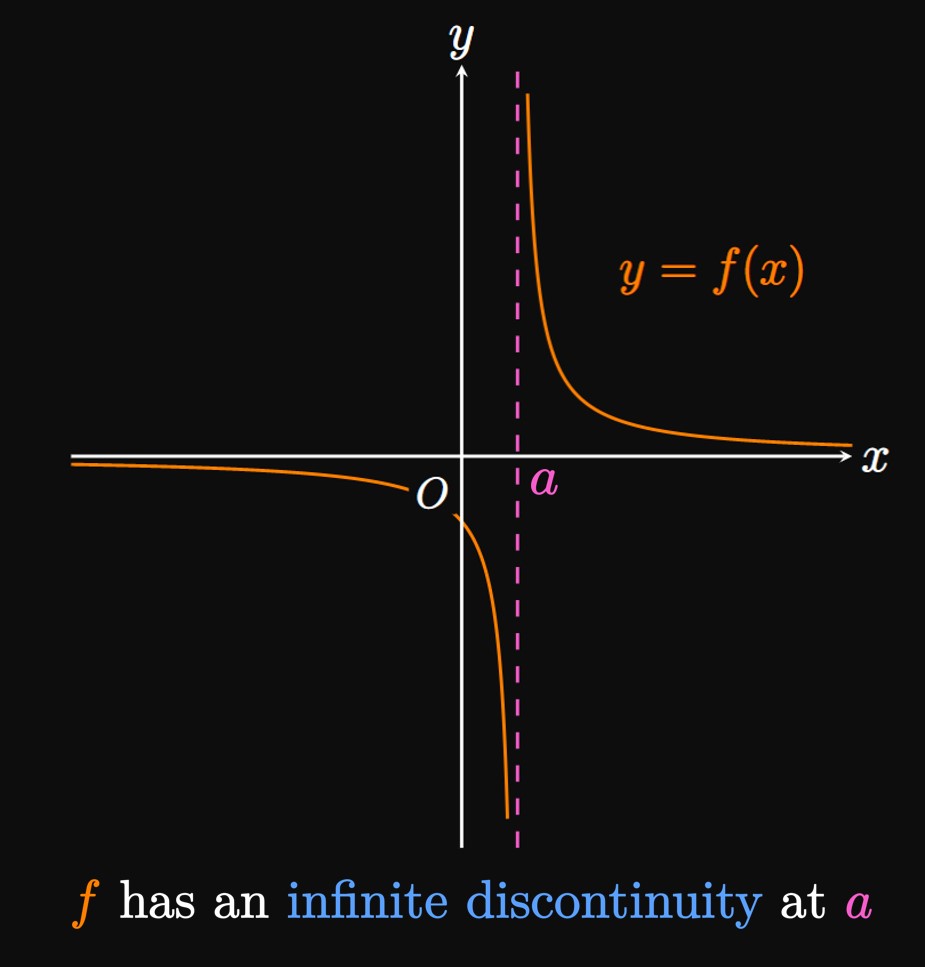 y
y = f(x)
x
O
a
f has an infinite discontinuity at a